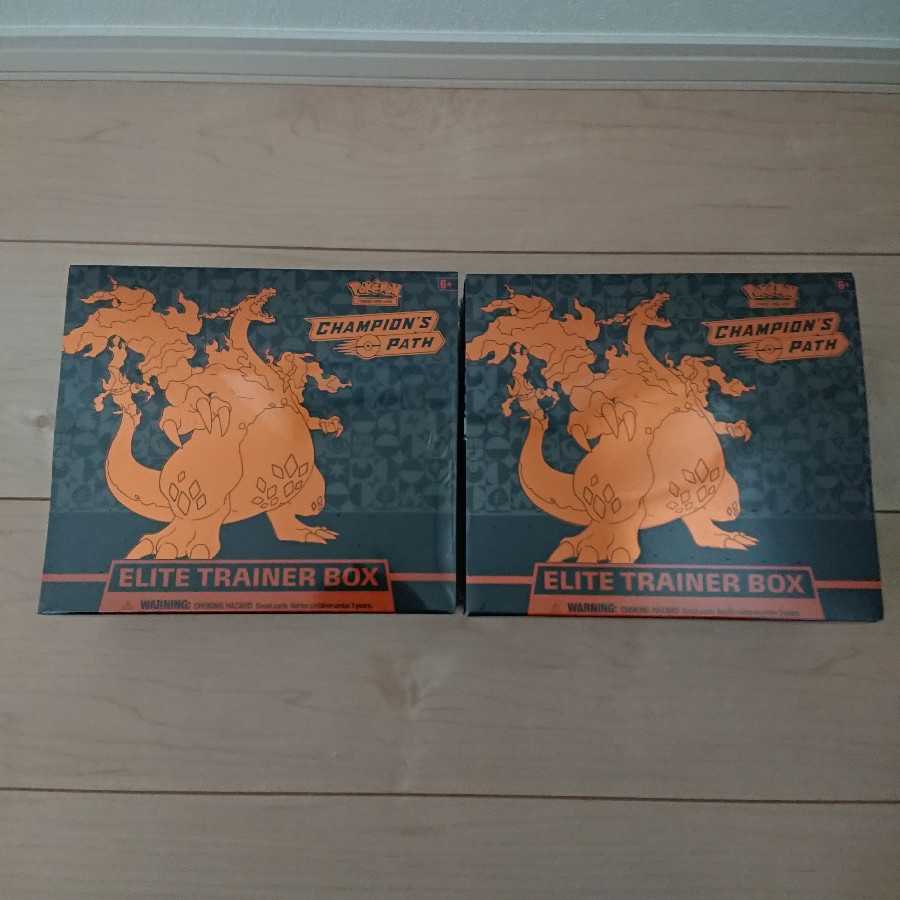 Pokémon
6+
CHAMPION'S
PATH
ELITE TRAINER BOX
WARNING: CHOKING HAZARD
Pokémon
6+
CHAMPION'S
PATH
ELITE TRAINER BOX
WARNING: CHOKING HAZARD